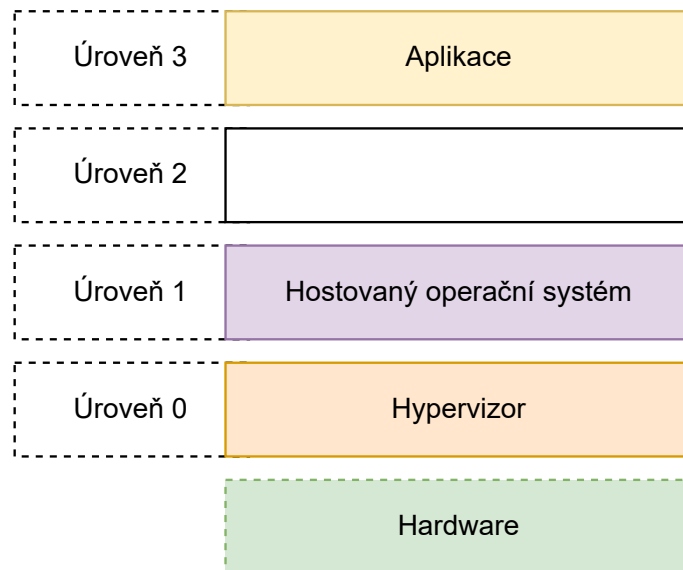 Úroveň 3 Aplikace
Úroveň 2
Úroveň 1 Hostovaný operační systém
Úroveň 0 Hypervizor
Hardware